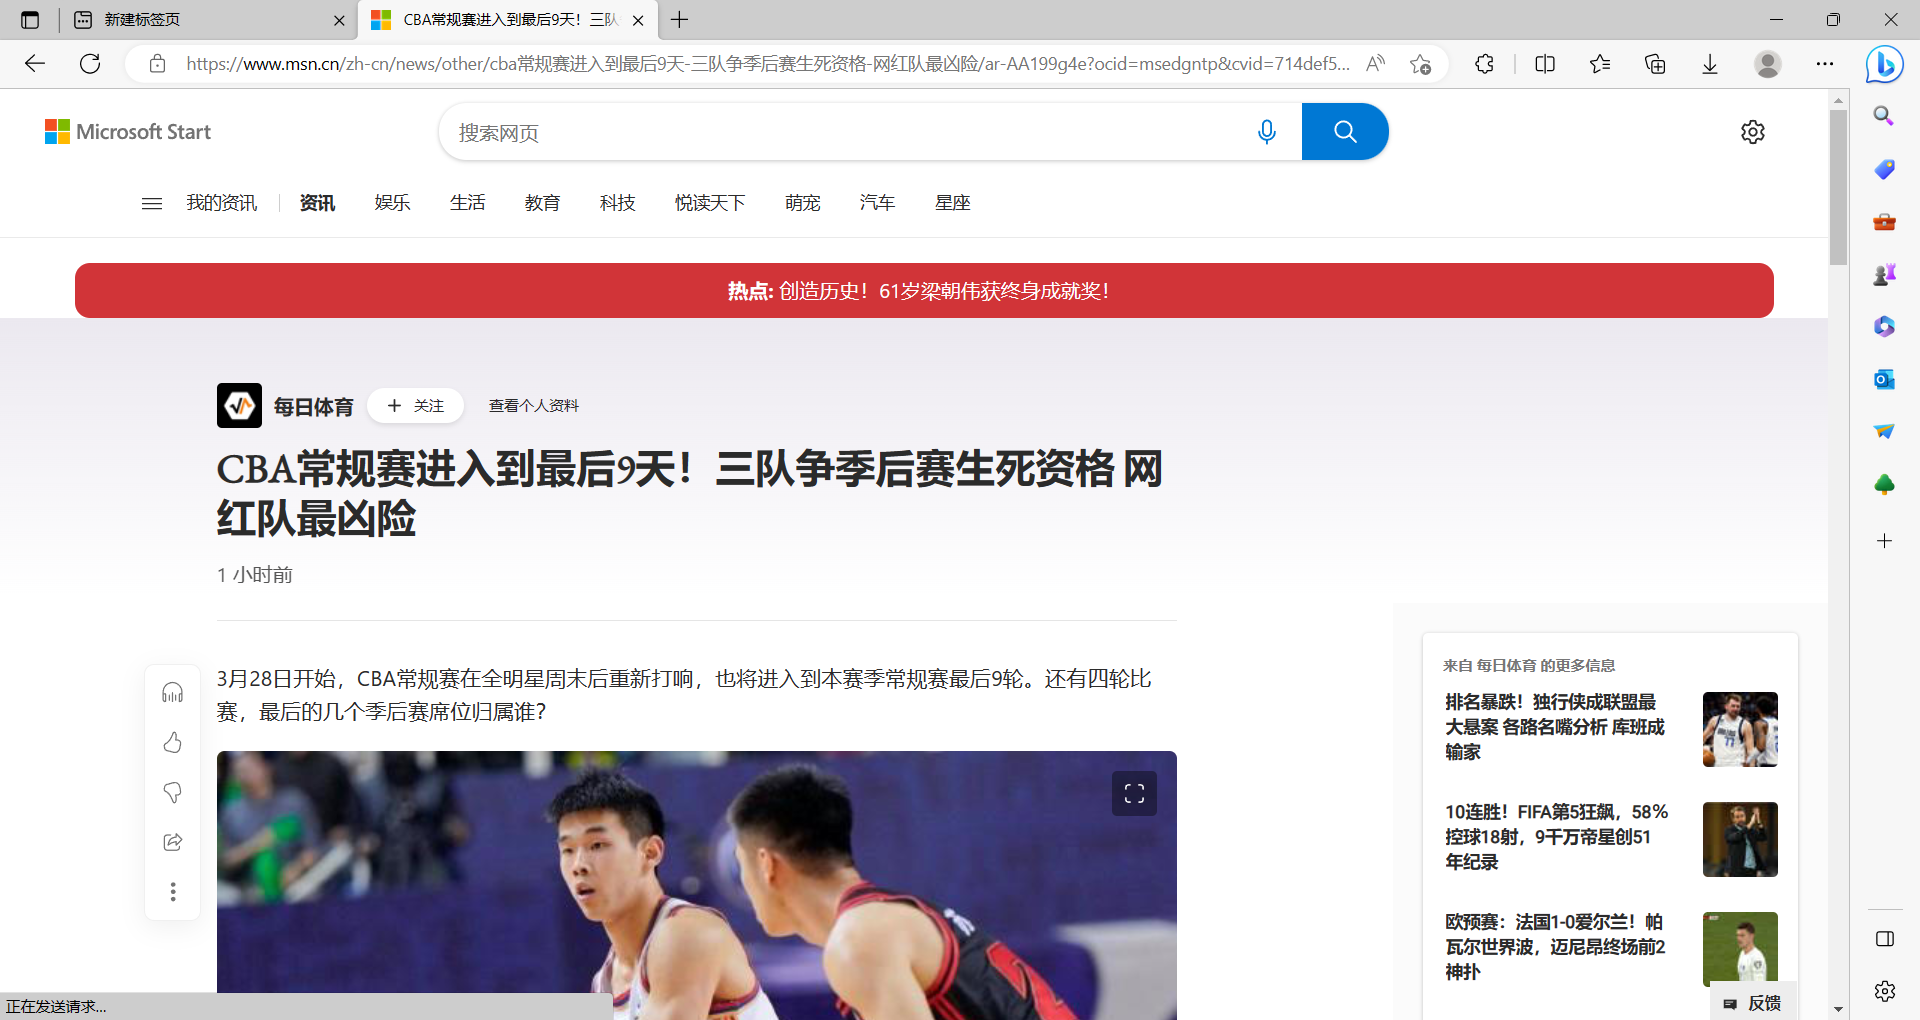 新建标签页
CBA常规赛进入到最后9天！三队
https://www.msn.cn/zh-cn/news/other/cba常规赛进入到最后9天-三队争季后赛生死资格-网红队最凶险/ar-AA199g4e?ocid=msedgntp&cvid=714def5...
Microsoft Start
搜索网页
我的资讯
资讯
娱乐
生活
教育
科技
悦读天下
萌宠
汽车
星座
热点: 创造历史！61岁梁朝伟获终身成就奖！
每日体育
关注
查看个人资料
CBA常规赛进入到最后9天！三队争季后赛生死资格 网
红队最凶险
1 小时前
3月28日开始，CBA常规赛在全明星周末后重新打响，也将进入到本赛季常规赛最后9轮。还有四轮比
赛，最后的几个季后赛席位归属谁？
来自 每日体育 的更多信息
排名暴跌！独行侠成联盟最
大悬案 各路名嘴分析 库班成
输家
10连胜！FIFA第5狂飙，58%
控球18射，9千万帝星创51
年纪录
欧预赛：法国1-0爱尔兰！帕
瓦尔世界波，迈尼昂终场前2
神扑
反馈
正在发送请求...